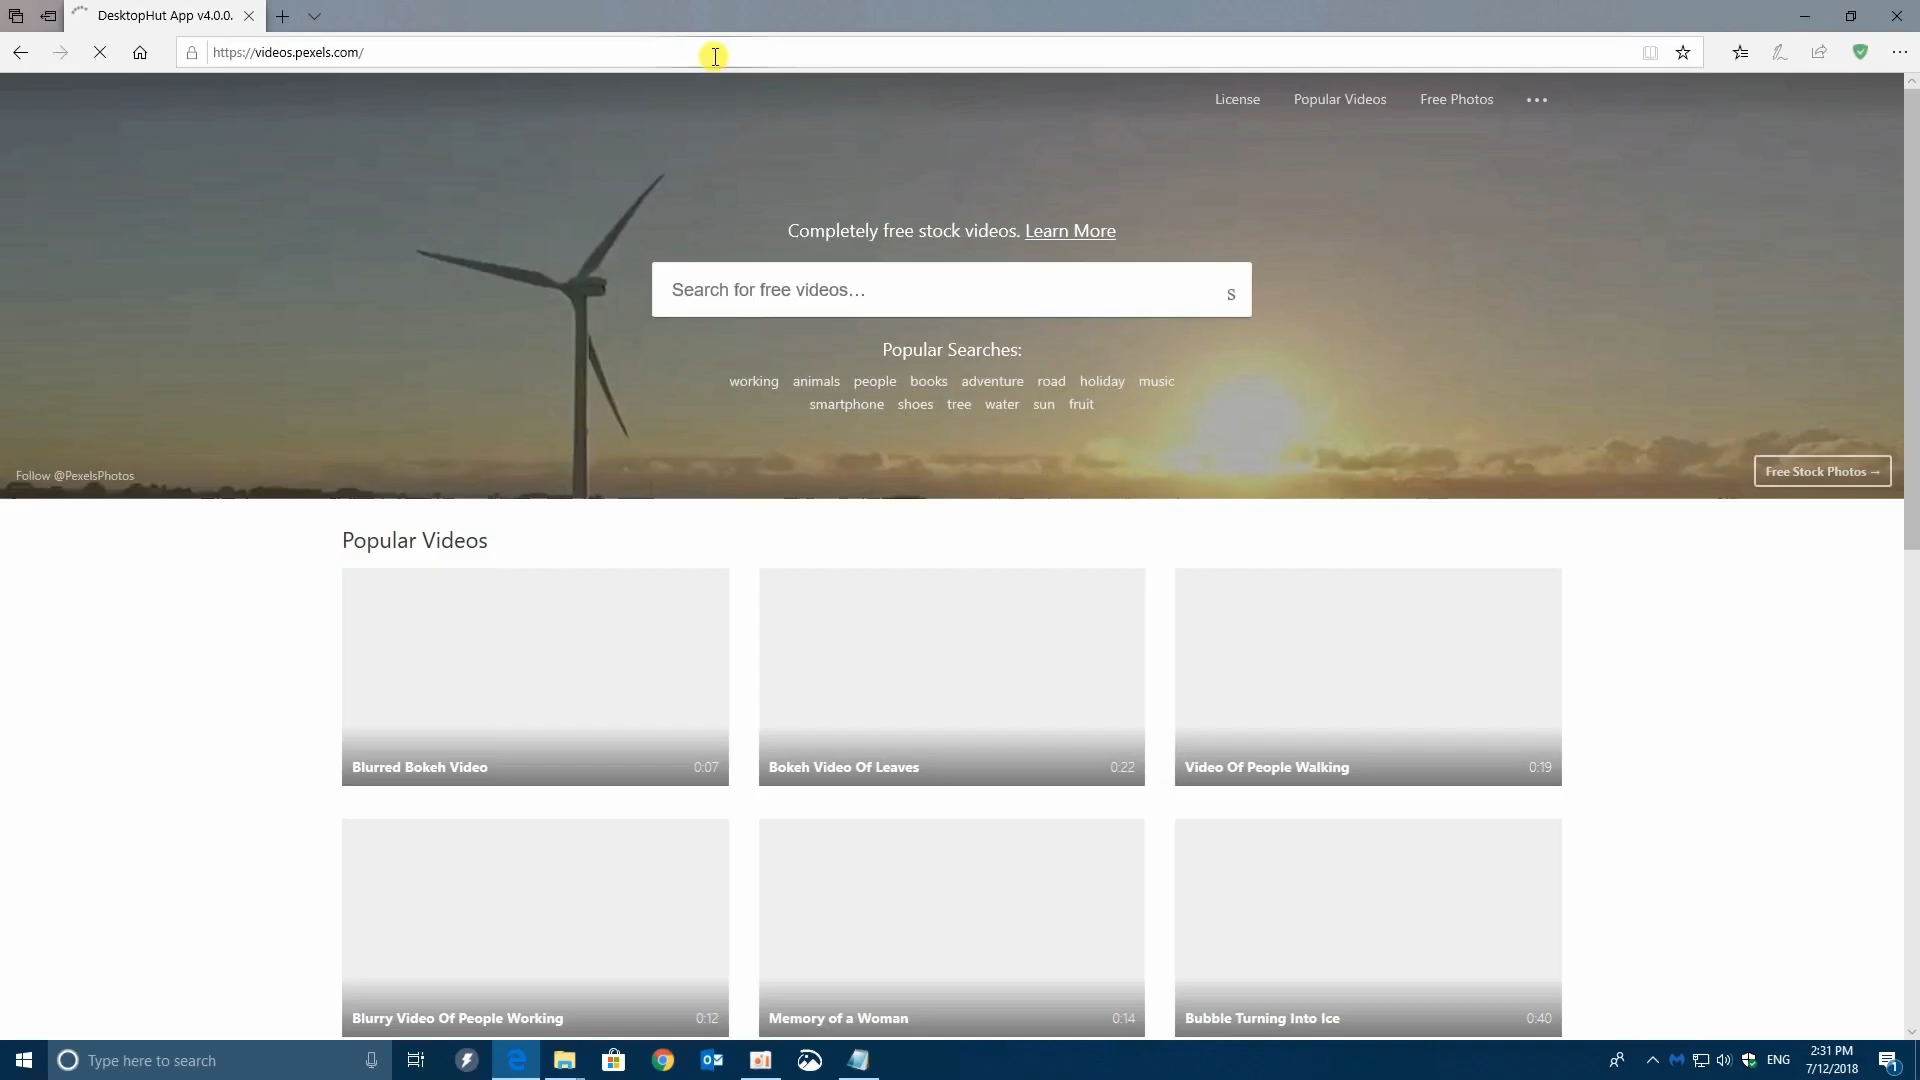 DesktopHut App v4.0.0.
https://videos.pexels.com/
License Popular Videos Free Photos
Completely free stock videos. Learn More
Search for free videos… s
Popular Searches:
working animals people books adventure road holiday music
smartphone shoes tree water sun fruit
Follow @PexelsPhotos
Free Stock Photos →
Popular Videos
Blurred Bokeh Video 0:07
Bokeh Video Of Leaves 0:22
Video Of People Walking 0:19
Blurry Video Of People Working 0:12
Memory of a Woman 0:14
Bubble Turning Into Ice 0:40
Type here to search
ENG
2:31 PM
7/12/2018
1